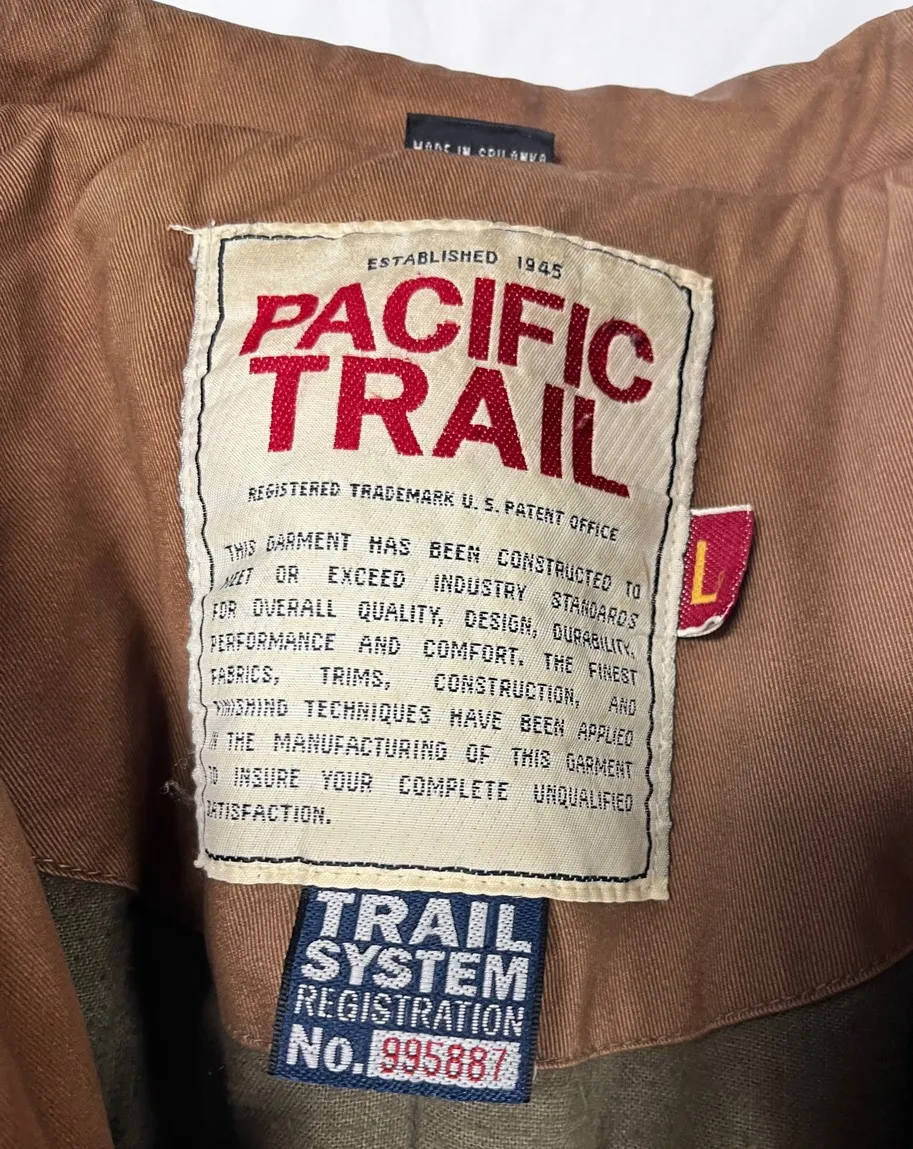 MADE IN SRI LANKA
ESTABLISHED 1945
PACIFIC
TRAIL
REGISTERED TRADEMARK U.S. PATENT OFFICE
THIS GARMENT HAS BEEN CONSTRUCTED TO
MEET OR EXCEED INDUSTRY STANDARDS
FOR OVERALL QUALITY, DESIGN, DURABILITY,
PERFORMANCE AND COMFORT. THE FINEST
FABRICS, TRIMS, CONSTRUCTION, AND
FINISHING TECHNIQUES HAVE BEEN APPLIED
IN THE MANUFACTURING OF THIS GARMENT
TO INSURE YOUR COMPLETE UNQUALIFIED
SATISFACTION.
L
TRAIL
SYSTEM
REGISTRATION
No. 995887